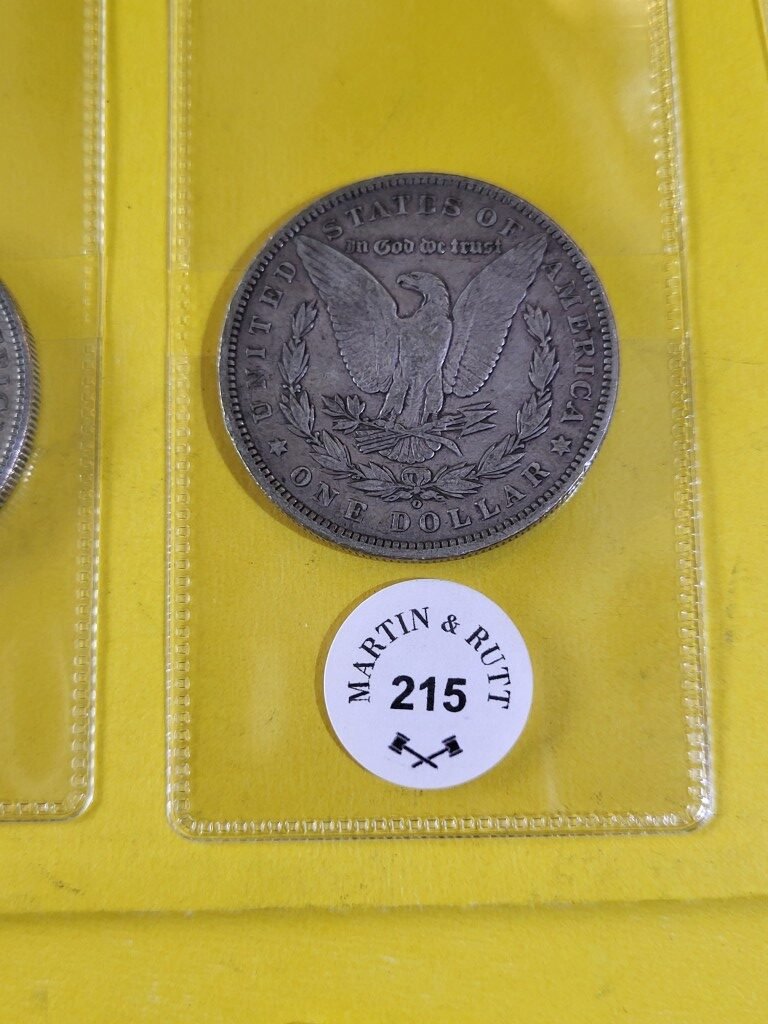 UNITED STATES OF AMERICA
In God we trust
O
ONE DOLLAR
MARTIN & RUTT
215